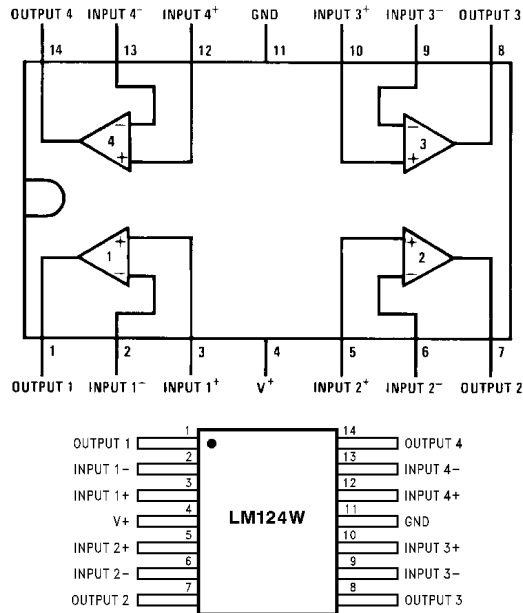 OUTPUT 4 INPUT 4⁻ INPUT 4⁺ GND INPUT 3⁺ INPUT 3⁻ OUTPUT 3
14 13 12 11 10 9 8
− −
4 3
+ +
+ +
1 2
− −
1 2 3 4 5 6 7
OUTPUT 1 INPUT 1⁻ INPUT 1⁺ V⁺ INPUT 2⁺ INPUT 2⁻ OUTPUT 2
OUTPUT 1 1 14 OUTPUT 4
INPUT 1- 2 13 INPUT 4-
INPUT 1+ 3 12 INPUT 4+
V+ 4 11 GND
LM124W
INPUT 2+ 5 10 INPUT 3+
INPUT 2- 6 9 INPUT 3-
OUTPUT 2 7 8 OUTPUT 3